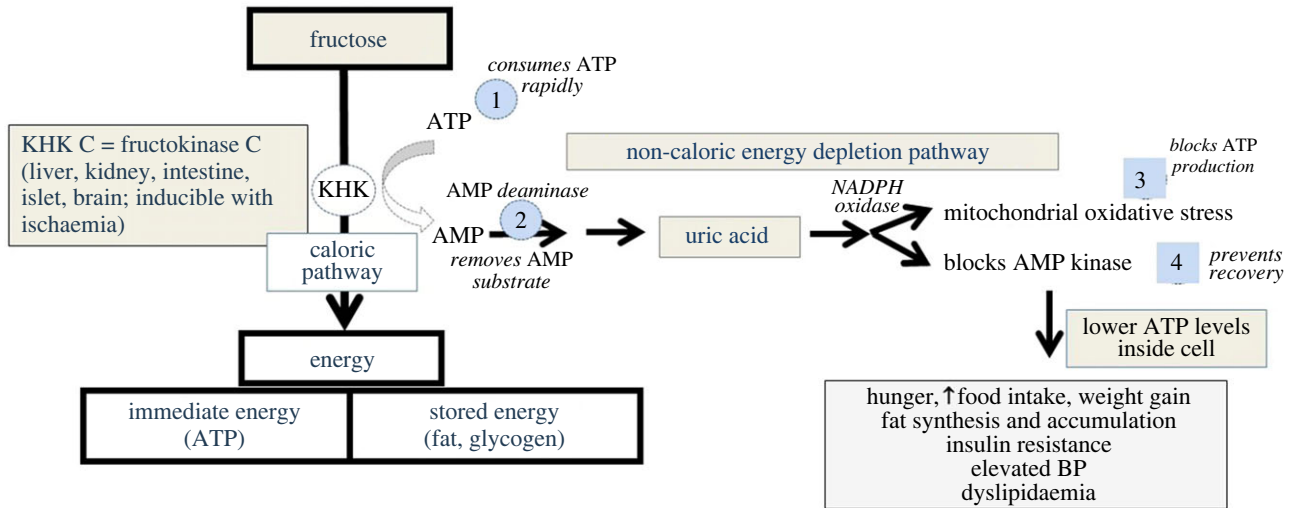 fructose
consumes ATP
rapidly
1
ATP
KHK C = fructokinase C
(liver, kidney, intestine,
islet, brain; inducible with
ischaemia)
KHK
non-caloric energy depletion pathway
blocks ATP
production
3
AMP deaminase
2
AMP
removes AMP
substrate
uric acid
NADPH
oxidase
mitochondrial oxidative stress
blocks AMP kinase
4
prevents
recovery
caloric
pathway
lower ATP levels
inside cell
energy
immediate energy
(ATP)
stored energy
(fat, glycogen)
hunger,↑food intake, weight gain
fat synthesis and accumulation
insulin resistance
elevated BP
dyslipidaemia